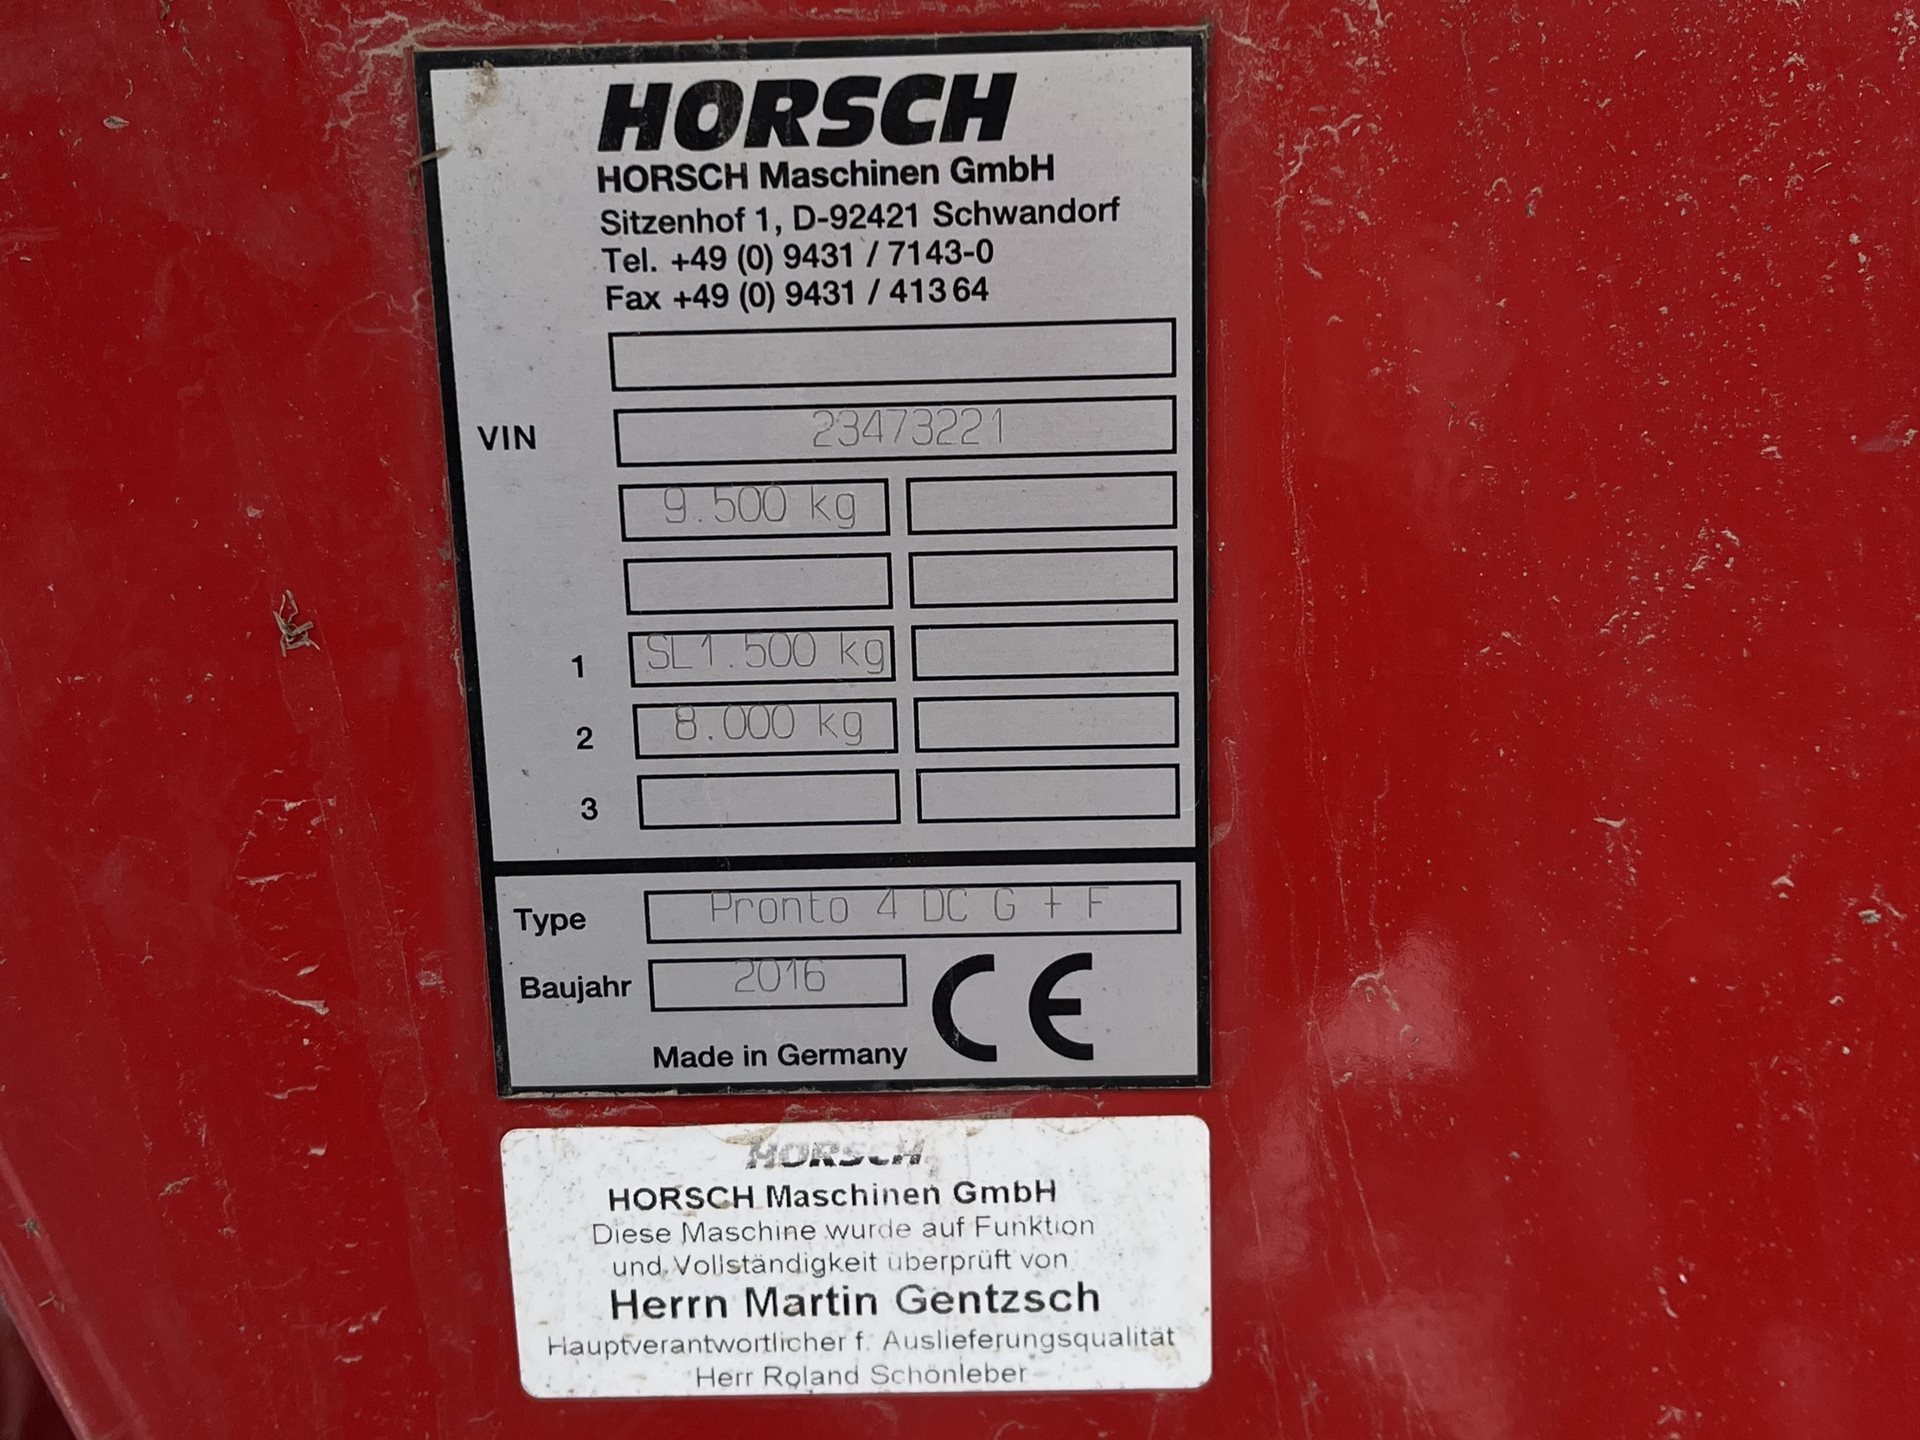 HORSCH
HORSCH Maschinen GmbH
Sitzenhof 1, D-92421 Schwandorf
Tel. +49 (0) 9431 / 7143-0
Fax +49 (0) 9431 / 41364
VIN 23473221
9.500 kg
1 SL1.500 kg
2 8.000 kg
3
Type Pronto 4 DC G + F
Baujahr 2016 CE
Made in Germany
HORSCH
HORSCH Maschinen GmbH
Diese Maschine wurde auf Funktion
und Vollständigkeit überprüft von
Herrn Martin Gentzsch
Hauptverantwortlicher f. Auslieferungsqualität
Herr Roland Schönleber